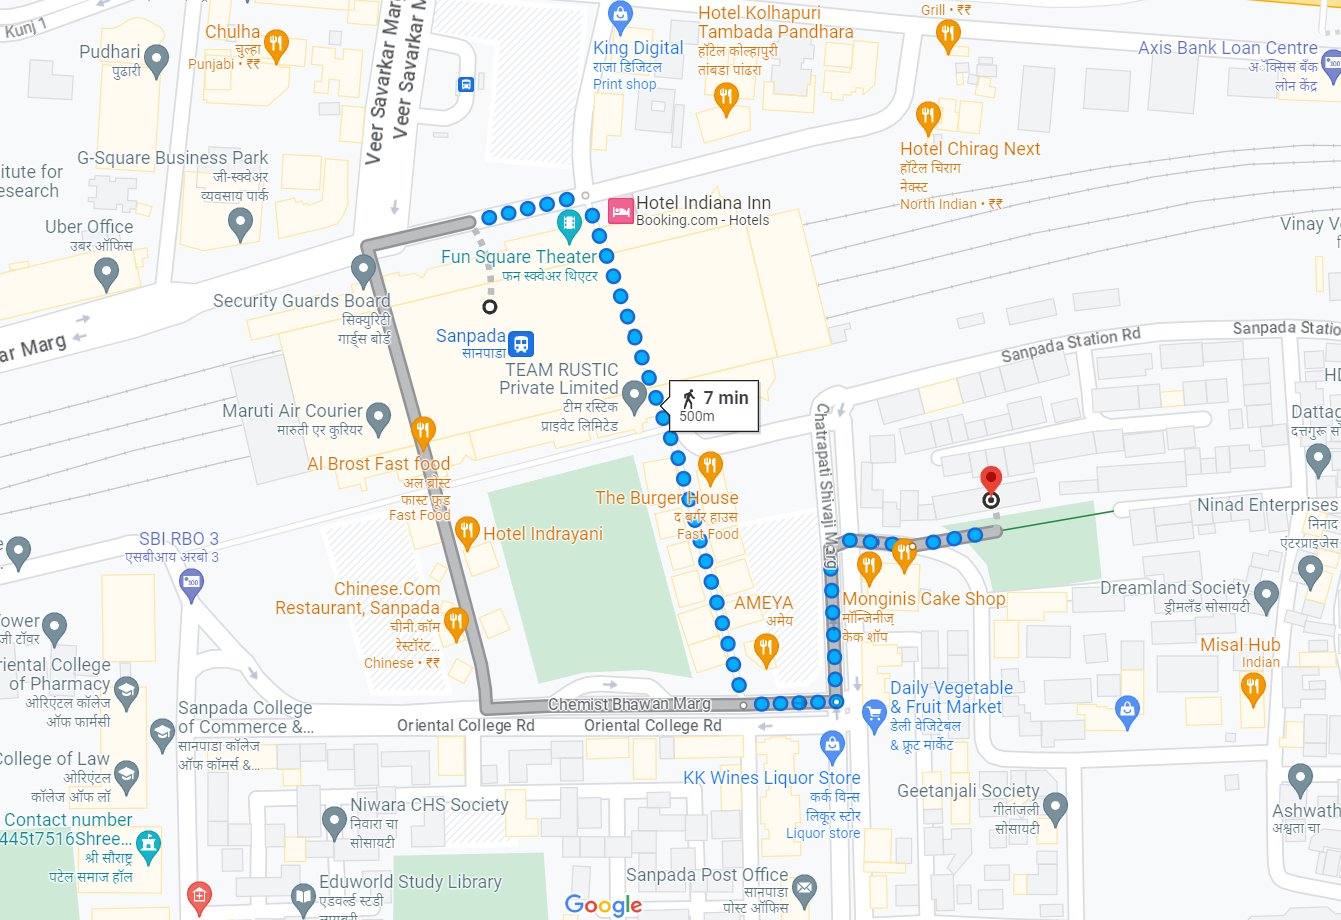 Kunj 1
Pudhari
पुढारी
Chulha
चुल्हा
Punjabi • ₹₹
Veer Savarkar Marg
Veer Savarkar M
King Digital
राजा डिजिटल
Print shop
Hotel Kolhapuri
Tambada Pandhara
हॉटेल कोल्हापुरी
तांबडा पांढरा
Grill • ₹₹
Axis Bank Loan Centre
अॅक्सिस बँक
लोन केंद्र
Hotel Chirag Next
हॉटेल चिराग
नेक्स्ट
North Indian • ₹₹
itute for
esearch
G-Square Business Park
जी-स्क्वेअर
व्यवसाय पार्क
Uber Office
उबर ऑफिस
Hotel Indiana Inn
Booking.com - Hotels
Vinay V
Fun Square Theater
फन स्क्वेअर थिएटर
Security Guards Board
सिक्युरिटी
गार्ड्स बोर्ड
ar Marg
Sanpada
सानपाडा
TEAM RUSTIC
Private Limited
टीम रस्टिक
प्राइवेट लिमिटेड
7 min
500m
Sanpada Station Rd
Sanpada Statio
HD
Dattag
दत्तगुरू स
Chatrapati Shivaji Marg
Maruti Air Courier
मारुती एर कुरियर
Al Brost Fast food
अल ब्रोस्ट
फास्ट फूड
Fast Food
The Burger House
द बर्गर हाउस
Fast Food
Hotel Indrayani
SBI RBO 3
एसबीआय अरबो 3
Ninad Enterprises
निनाद
एंटरप्राइजेस
Chinese.Com
Restaurant, Sanpada
चीनी.कॉम
रेस्टॉरंट...
Chinese • ₹₹
AMEYA
अमेय
Monginis Cake Shop
मॉन्जिनीज्
केक शॉप
Dreamland Society
ड्रीमलँड सोसायटी
Misal Hub
Indian
Tower
जी टॉवर
riental College
of Pharmacy
ओरिएंटल कॉलेज
ऑफ फार्मसी
Sanpada College
of Commerce &...
सानपाडा कॉलेज
ऑफ कॉमर्स &...
Chemist Bhawan Marg
Oriental College Rd
Oriental College Rd
Daily Vegetable
& Fruit Market
डेली वेजिटेबल
& फ्रूट मार्केट
College of Law
ओरिएंटल
कॉलेज ऑफ लॉ
KK Wines Liquor Store
कर्क विन्स
लिकूर स्टोर
Liquor store
Geetanjali Society
गीतांजली
सोसायटी
Ashwath
अश्वता चा
Niwara CHS Society
निवारा चा
सोसायटी
Contact number
445t7516Shree...
श्री सौराष्ट्र
पटेल समाज हॉल
Eduworld Study Library
एडवर्ल्ड स्टडी
Sanpada Post Office
सानपाडा
पोस्ट ऑफिस
Google